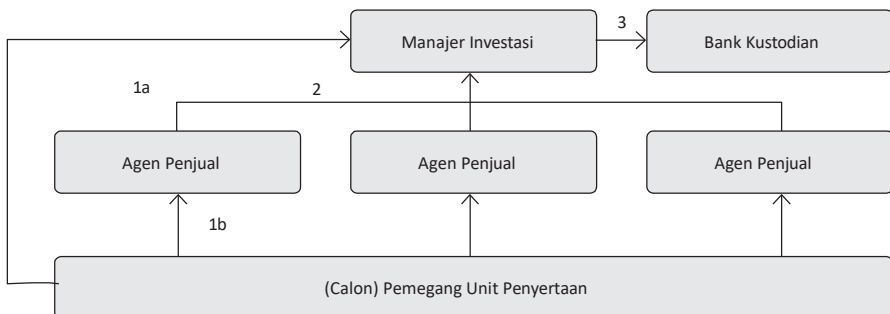 3
Manajer Investasi
Bank Kustodian
1a
2
Agen Penjual
Agen Penjual
Agen Penjual
1b
(Calon) Pemegang Unit Penyertaan